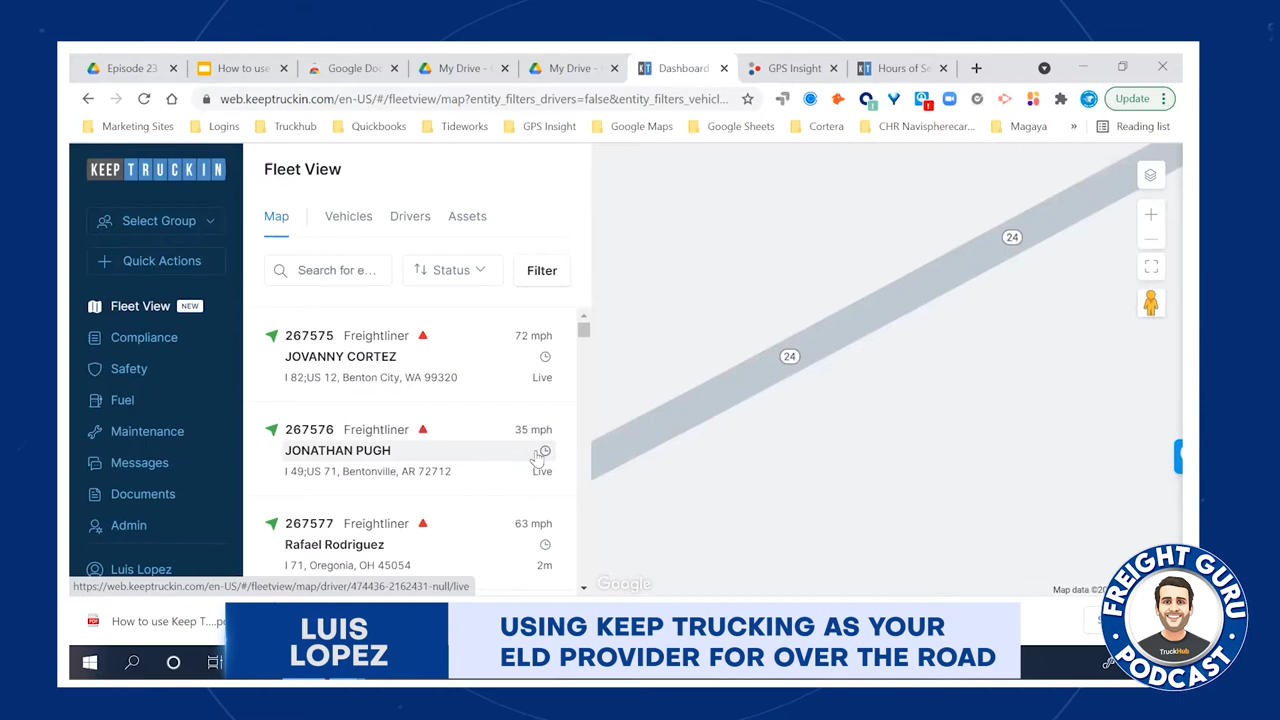 Episode 23
How to use
Google Doc
My Drive -
My Drive -
Dashboard
GPS Insight
Hours of Se
web.keeptruckin.com/en-US/#/fleetview/map?entity_filters_drivers=false&entity_filters_vehicl...
Update
Marketing Sites
Logins
Truckhub
Quickbooks
Tideworks
GPS Insight
Google Maps
Google Sheets
Cortera
CHR Navispherecar...
Magaya
»
Reading list
KEEP TRUCKIN
Select Group
Quick Actions
Fleet View NEW
Compliance
Safety
Fuel
Maintenance
Messages
Documents
Admin
Luis Lopez
Fleet View
Map
Vehicles
Drivers
Assets
Search for e...
Status
Filter
267575 Freightliner 72 mph
JOVANNY CORTEZ
I 82;US 12, Benton City, WA 99320 Live
267576 Freightliner 35 mph
JONATHAN PUGH
I 49;US 71, Bentonville, AR 72712 Live
267577 Freightliner 63 mph
Rafael Rodriguez
I 71, Oregonia, OH 45054 2m
24
24
Google
Map data ©20
https://web.keeptruckin.com/en-US/#/fleetview/map/driver/474436-2162431-null/live
How to use Keep T....
LUIS
LOPEZ
USING KEEP TRUCKING AS YOUR
ELD PROVIDER FOR OVER THE ROAD
FREIGHT GURU
TruckHub
PODCAST